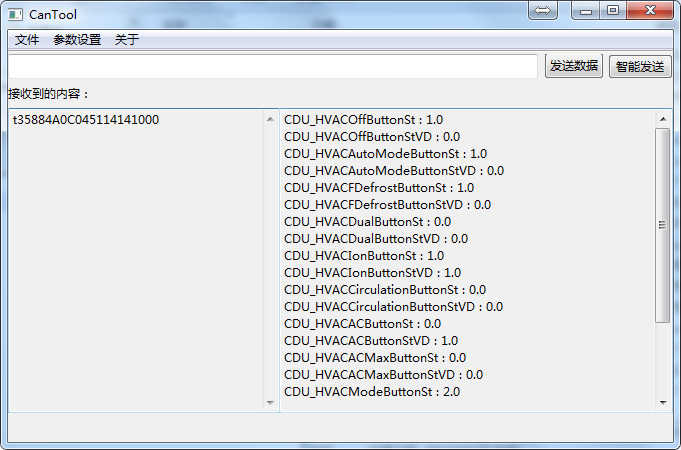 CanTool
文件 参数设置 关于
发送数据 智能发送
接收到的内容：
t35884A0C045114141000
CDU_HVACOffButtonSt : 1.0
CDU_HVACOffButtonStVD : 0.0
CDU_HVACAutoModeButtonSt : 1.0
CDU_HVACAutoModeButtonStVD : 0.0
CDU_HVACFDefrostButtonSt : 1.0
CDU_HVACFDefrostButtonStVD : 0.0
CDU_HVACDualButtonSt : 0.0
CDU_HVACDualButtonStVD : 0.0
CDU_HVACIonButtonSt : 1.0
CDU_HVACIonButtonStVD : 1.0
CDU_HVACCirculationButtonSt : 0.0
CDU_HVACCirculationButtonStVD : 0.0
CDU_HVACACButtonSt : 0.0
CDU_HVACACButtonStVD : 1.0
CDU_HVACACMaxButtonSt : 0.0
CDU_HVACACMaxButtonStVD : 0.0
CDU_HVACModeButtonSt : 2.0